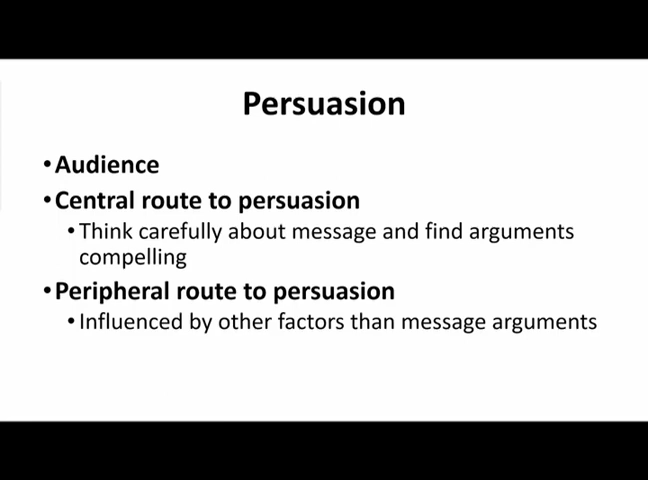 Persuasion
•Audience
•Central route to persuasion
•Think carefully about message and find arguments
compelling
•Peripheral route to persuasion
•Influenced by other factors than message arguments